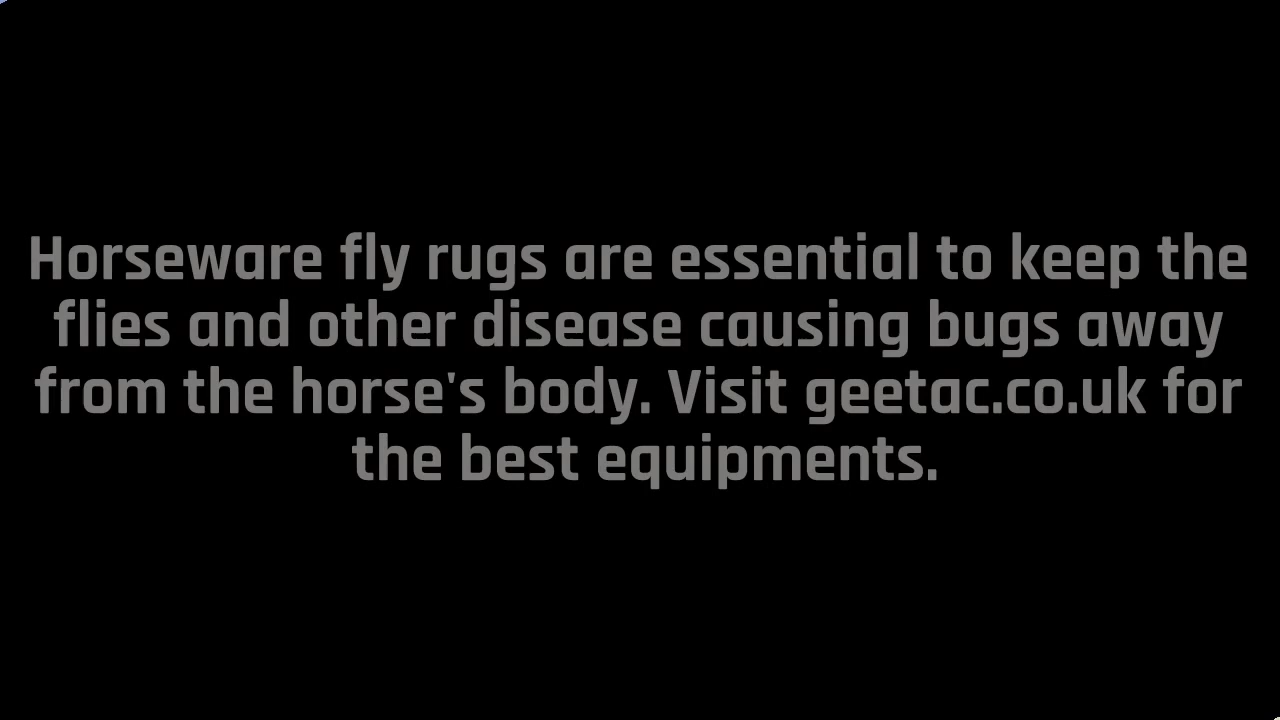 Horseware fly rugs are essential to keep the
flies and other disease causing bugs away
from the horse's body. Visit geetac.co.uk for
the best equipments.